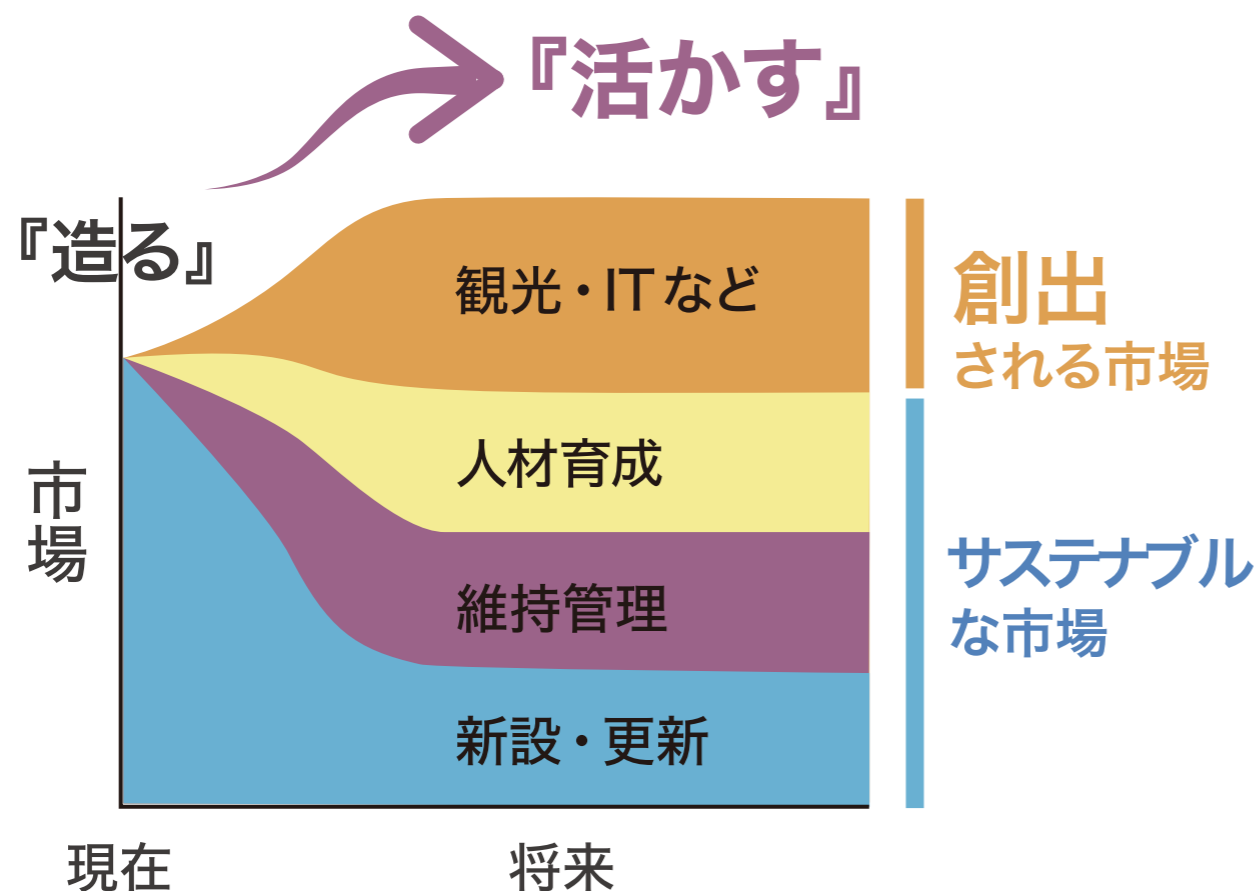 『活かす』
『造る』
観光・ITなど
創出
される市場
人材育成
市場
サステナブル
な市場
維持管理
新設・更新
現在
将来